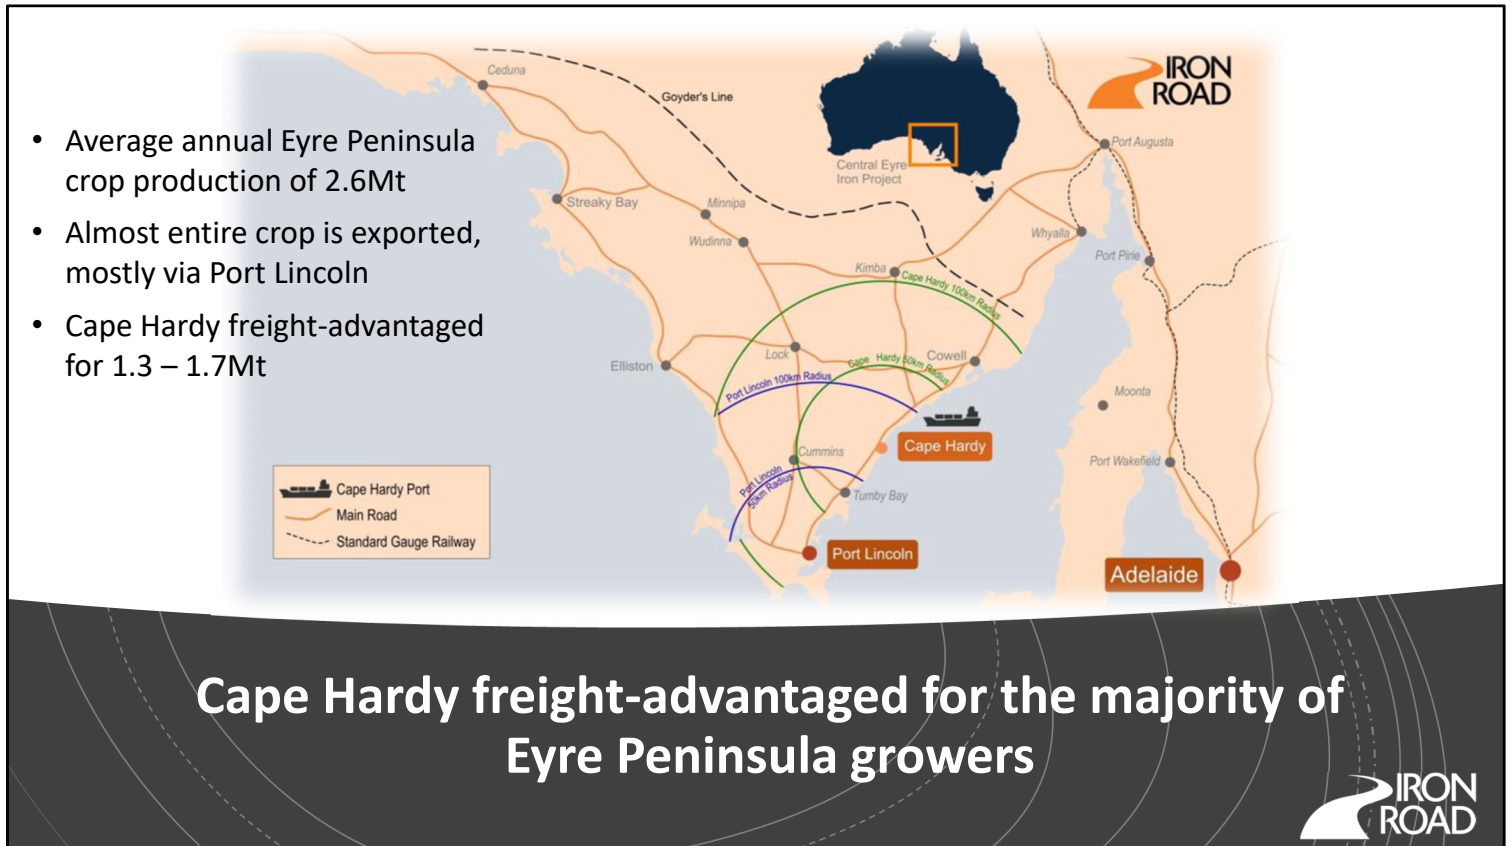 • Average annual Eyre Peninsula
crop production of 2.6Mt
• Almost entire crop is exported,
mostly via Port Lincoln
• Cape Hardy freight-advantaged
for 1.3 – 1.7Mt
Ceduna
Goyder's Line
Central Eyre
Iron Project
IRON
ROAD
Port Augusta
Streaky Bay
Minnipa
Wudinna
Whyalla
Port Pirie
Kimba
Cape Hardy 100km Radius
Lock
Cape Hardy 50km Radius
Cowell
Elliston
Port Lincoln 100km Radius
Moonta
Cape Hardy
Cummins
Port Wakefield
Port Lincoln
50km Radius
Tumby Bay
Port Lincoln
Adelaide
Cape Hardy Port
Main Road
Standard Gauge Railway
Cape Hardy freight-advantaged for the majority of
Eyre Peninsula growers
IRON
ROAD